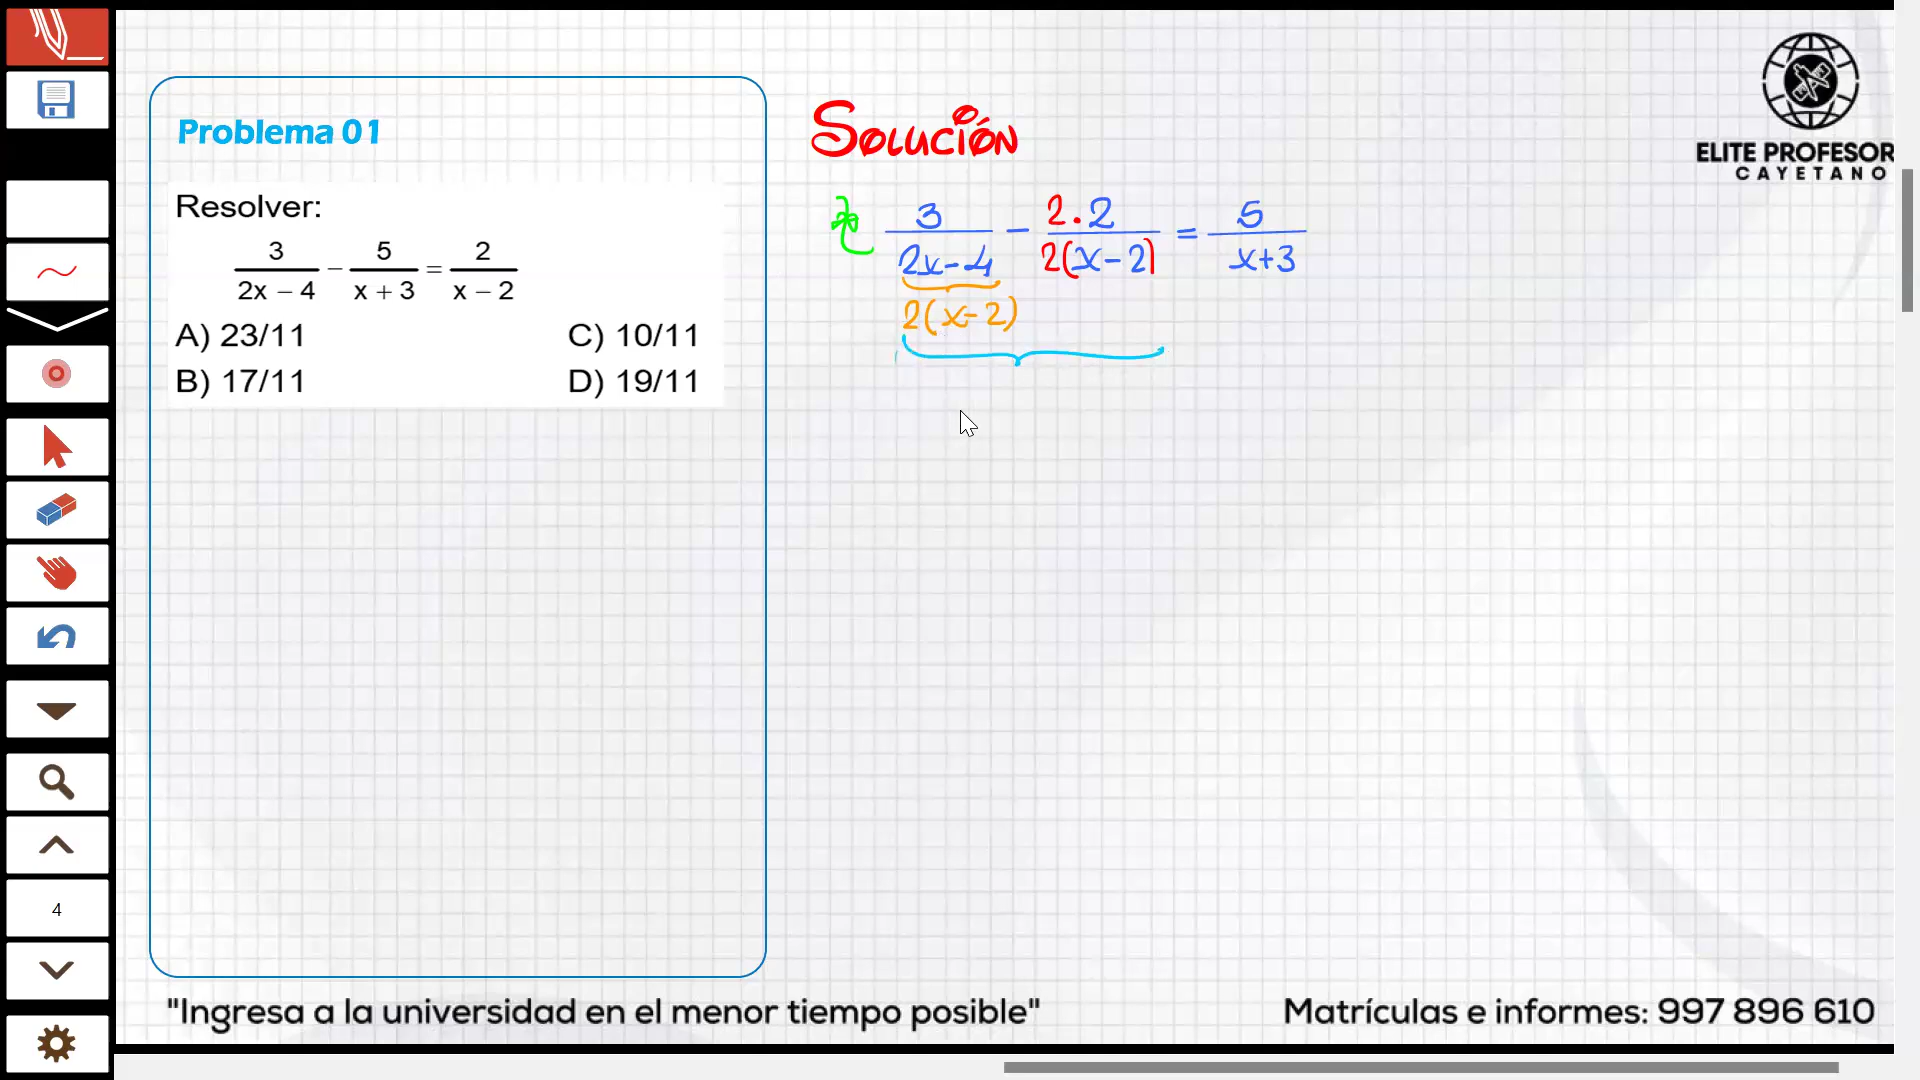 Problema 01
Resolver:
3/(2x − 4) − 5/(x + 3) = 2/(x − 2)
A) 23/11 C) 10/11
B) 17/11 D) 19/11
Solución
3/(2x−4) − 2·2/2(x−2) = 5/(x+3)
2(x−2)
ELITE PROFESOR
CAYETANO
4
"Ingresa a la universidad en el menor tiempo posible"
Matrículas e informes: 997 896 610